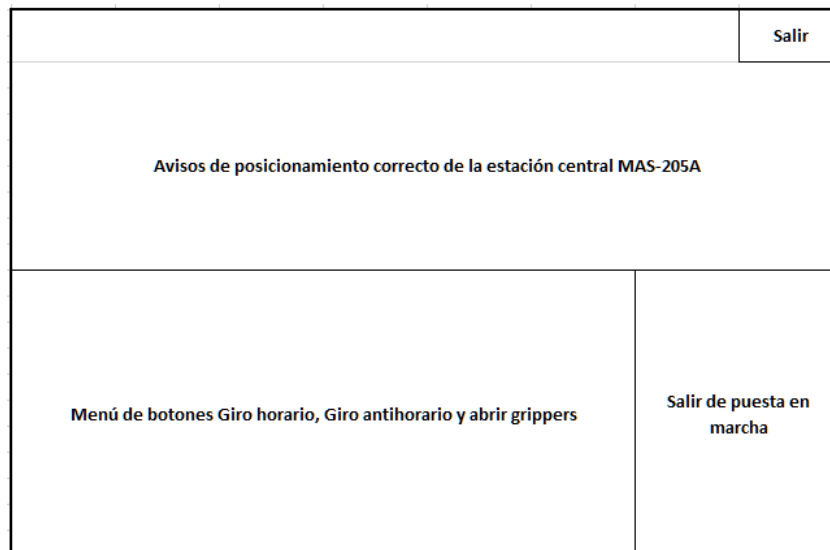 Salir
Avisos de posicionamiento correcto de la estación central MAS-205A
Menú de botones Giro horario, Giro antihorario y abrir grippers
Salir de puesta en
marcha